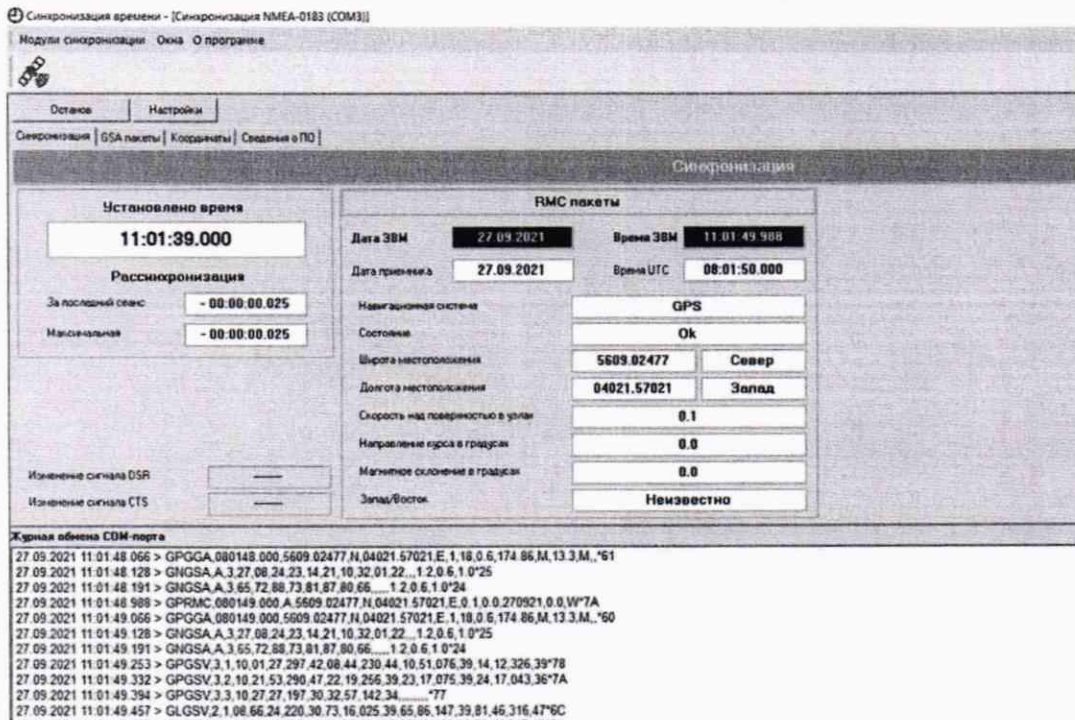 Синхронизация времени - [Синхронизация NMEA-0183 (COM3)]
Модули синхронизации Окна О программе
Останов Настройки
Синхронизация GSA пакеты Координаты Сведения о ПО
Синхронизация
Установлено время
11:01:39.000
Рассинхронизация
За последний сеанс - 00:00:00.025
Максимальная - 00:00:00.025
Изменение сигнала DSR
Изменение сигнала CTS
RMC пакеты
Дата ЭВМ 27.09.2021 Время ЭВМ 11:01:49.988
Дата приемника 27.09.2021 Время UTC 08:01:50.000
Навигационная система GPS
Состояние Ok
Широта местоположения 5609.02477 Север
Долгота местоположения 04021.57021 Запад
Скорость над поверхностью в узлах 0.1
Направление курса в градусах 0.0
Магнитное склонение в градусах 0.0
Запад/Восток Неизвестно
Журнал обмена COM-порта
27.09.2021 11:01:48.066 > GPGGA,080148.000,5609.02477,N,04021.57021,E,1,18,0.6,174.86,M,13.3,M,,*61
27.09.2021 11:01:48.128 > GNGSA,A,3,27,08,24,23,14,21,10,32,01,22,,,1.2,0.6,1.0*25
27.09.2021 11:01:48.191 > GNGSA,A,3,65,72,88,73,81,87,80,66,,,,,1.2,0.6,1.0*24
27.09.2021 11:01:48.988 > GPRMC,080149.000,A,5609.02477,N,04021.57021,E,0.1,0.0,270921,0.0,W*7A
27.09.2021 11:01:49.066 > GPGGA,080149.000,5609.02477,N,04021.57021,E,1,18,0.6,174.86,M,13.3,M,,*60
27.09.2021 11:01:49.128 > GNGSA,A,3,27,08,24,23,14,21,10,32,01,22,,,1.2,0.6,1.0*25
27.09.2021 11:01:49.191 > GNGSA,A,3,65,72,88,73,81,87,80,66,,,,,1.2,0.6,1.0*24
27.09.2021 11:01:49.253 > GPGSV,3,1,10,01,27,297,42,08,44,230,44,10,51,076,39,14,12,326,39*78
27.09.2021 11:01:49.332 > GPGSV,3,2,10,21,53,290,47,22,19,256,39,23,17,075,39,24,17,043,36*7A
27.09.2021 11:01:49.394 > GPGSV,3,3,10,27,27,197,30,32,57,142,34,,,,,,,,*77
27.09.2021 11:01:49.457 > GLGSV,2,1,08,66,24,220,30,73,16,025,39,65,86,147,39,81,46,316,47*6C